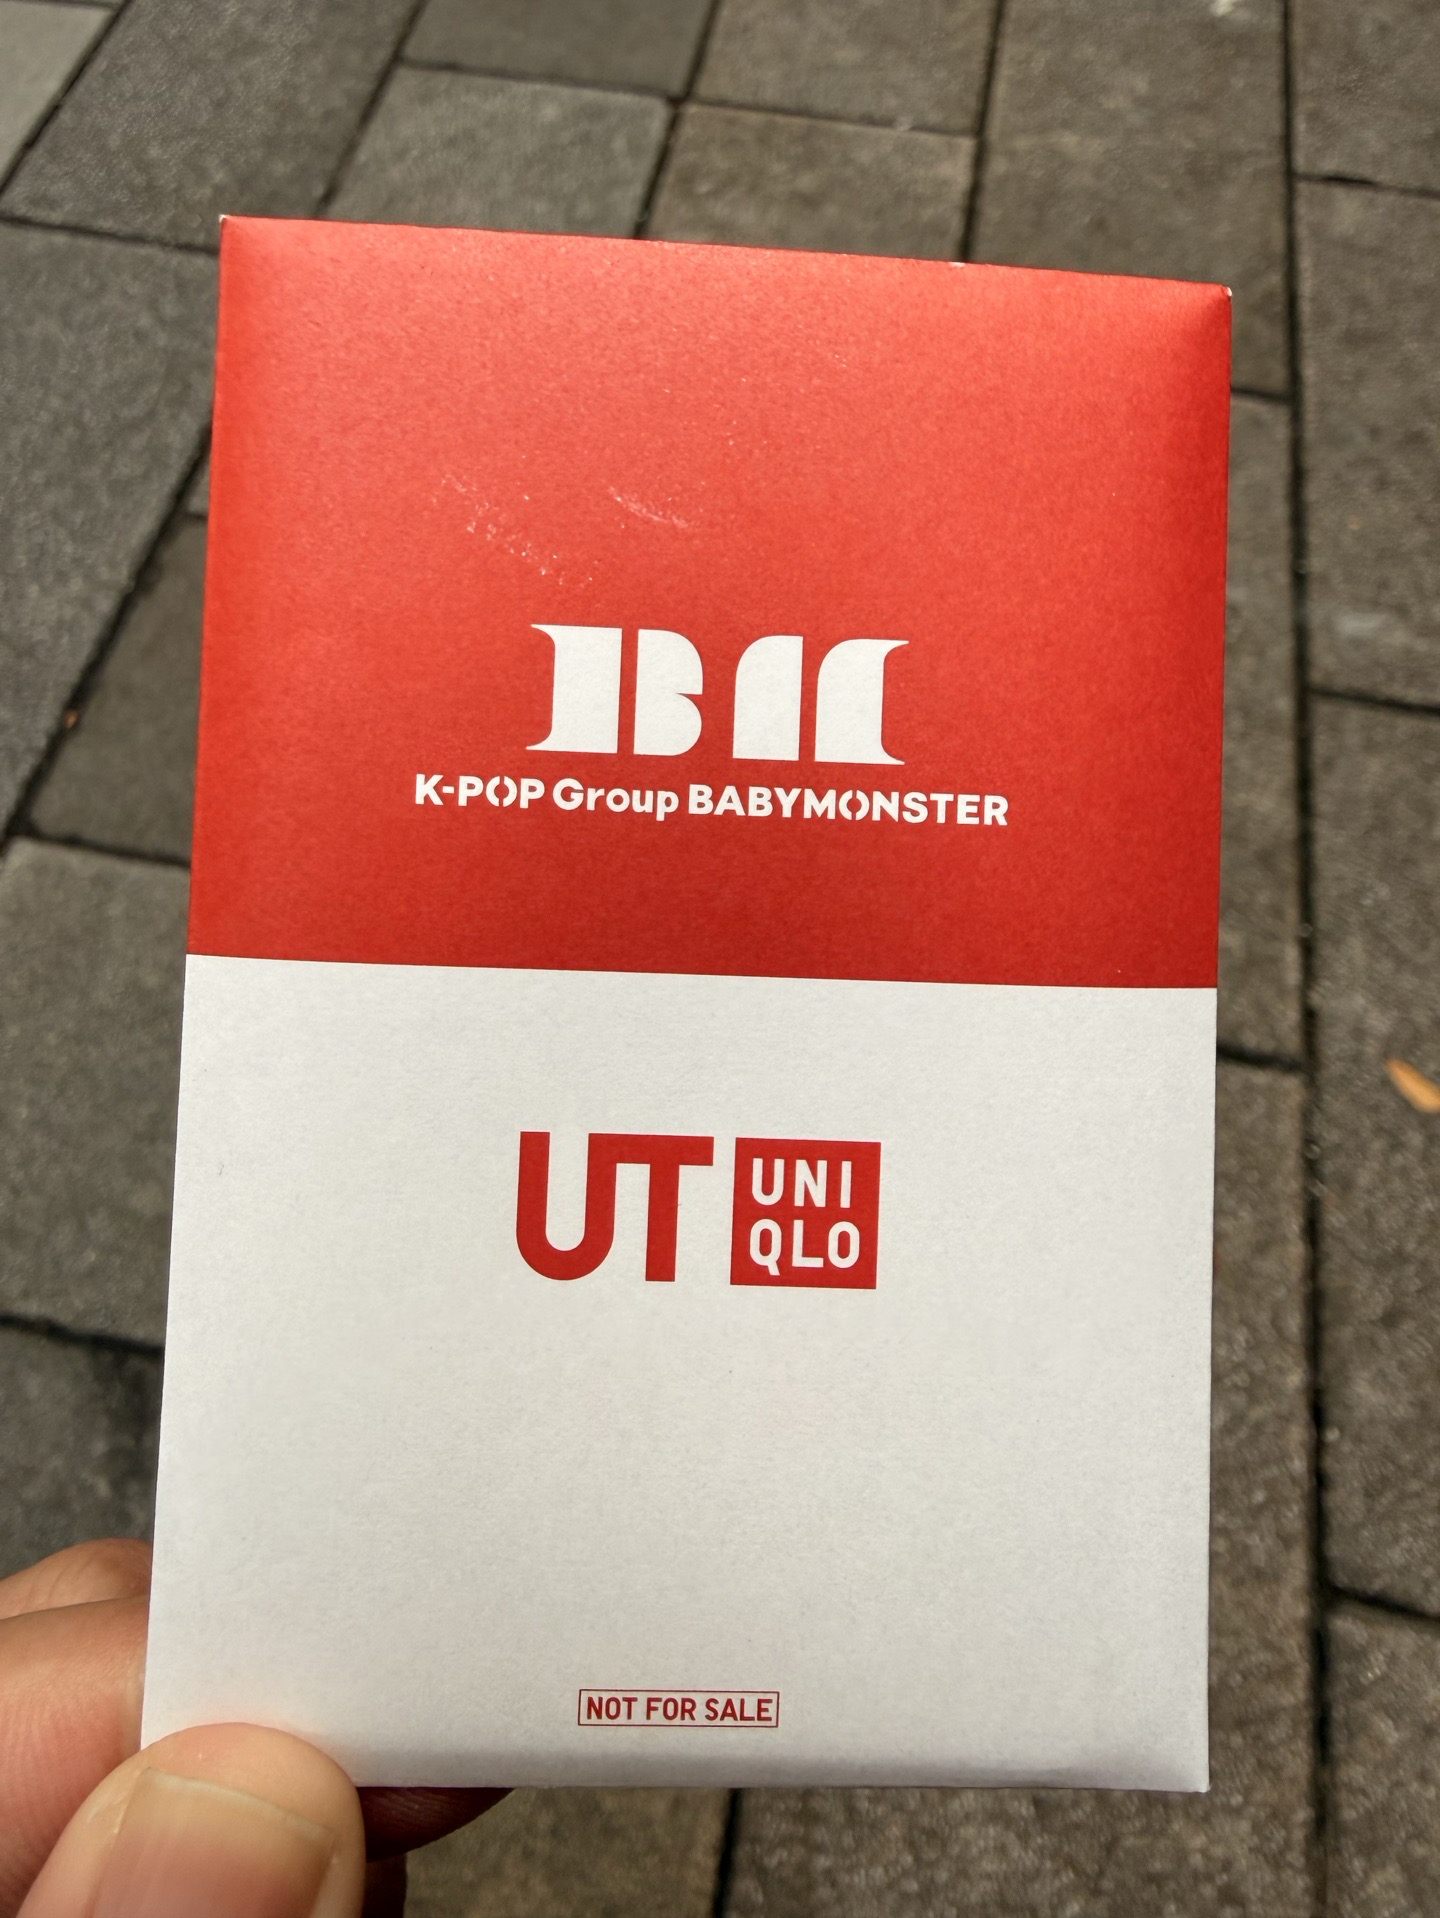 BM
K-POP Group BABYMONSTER
UT UNI
QLO
NOT FOR SALE